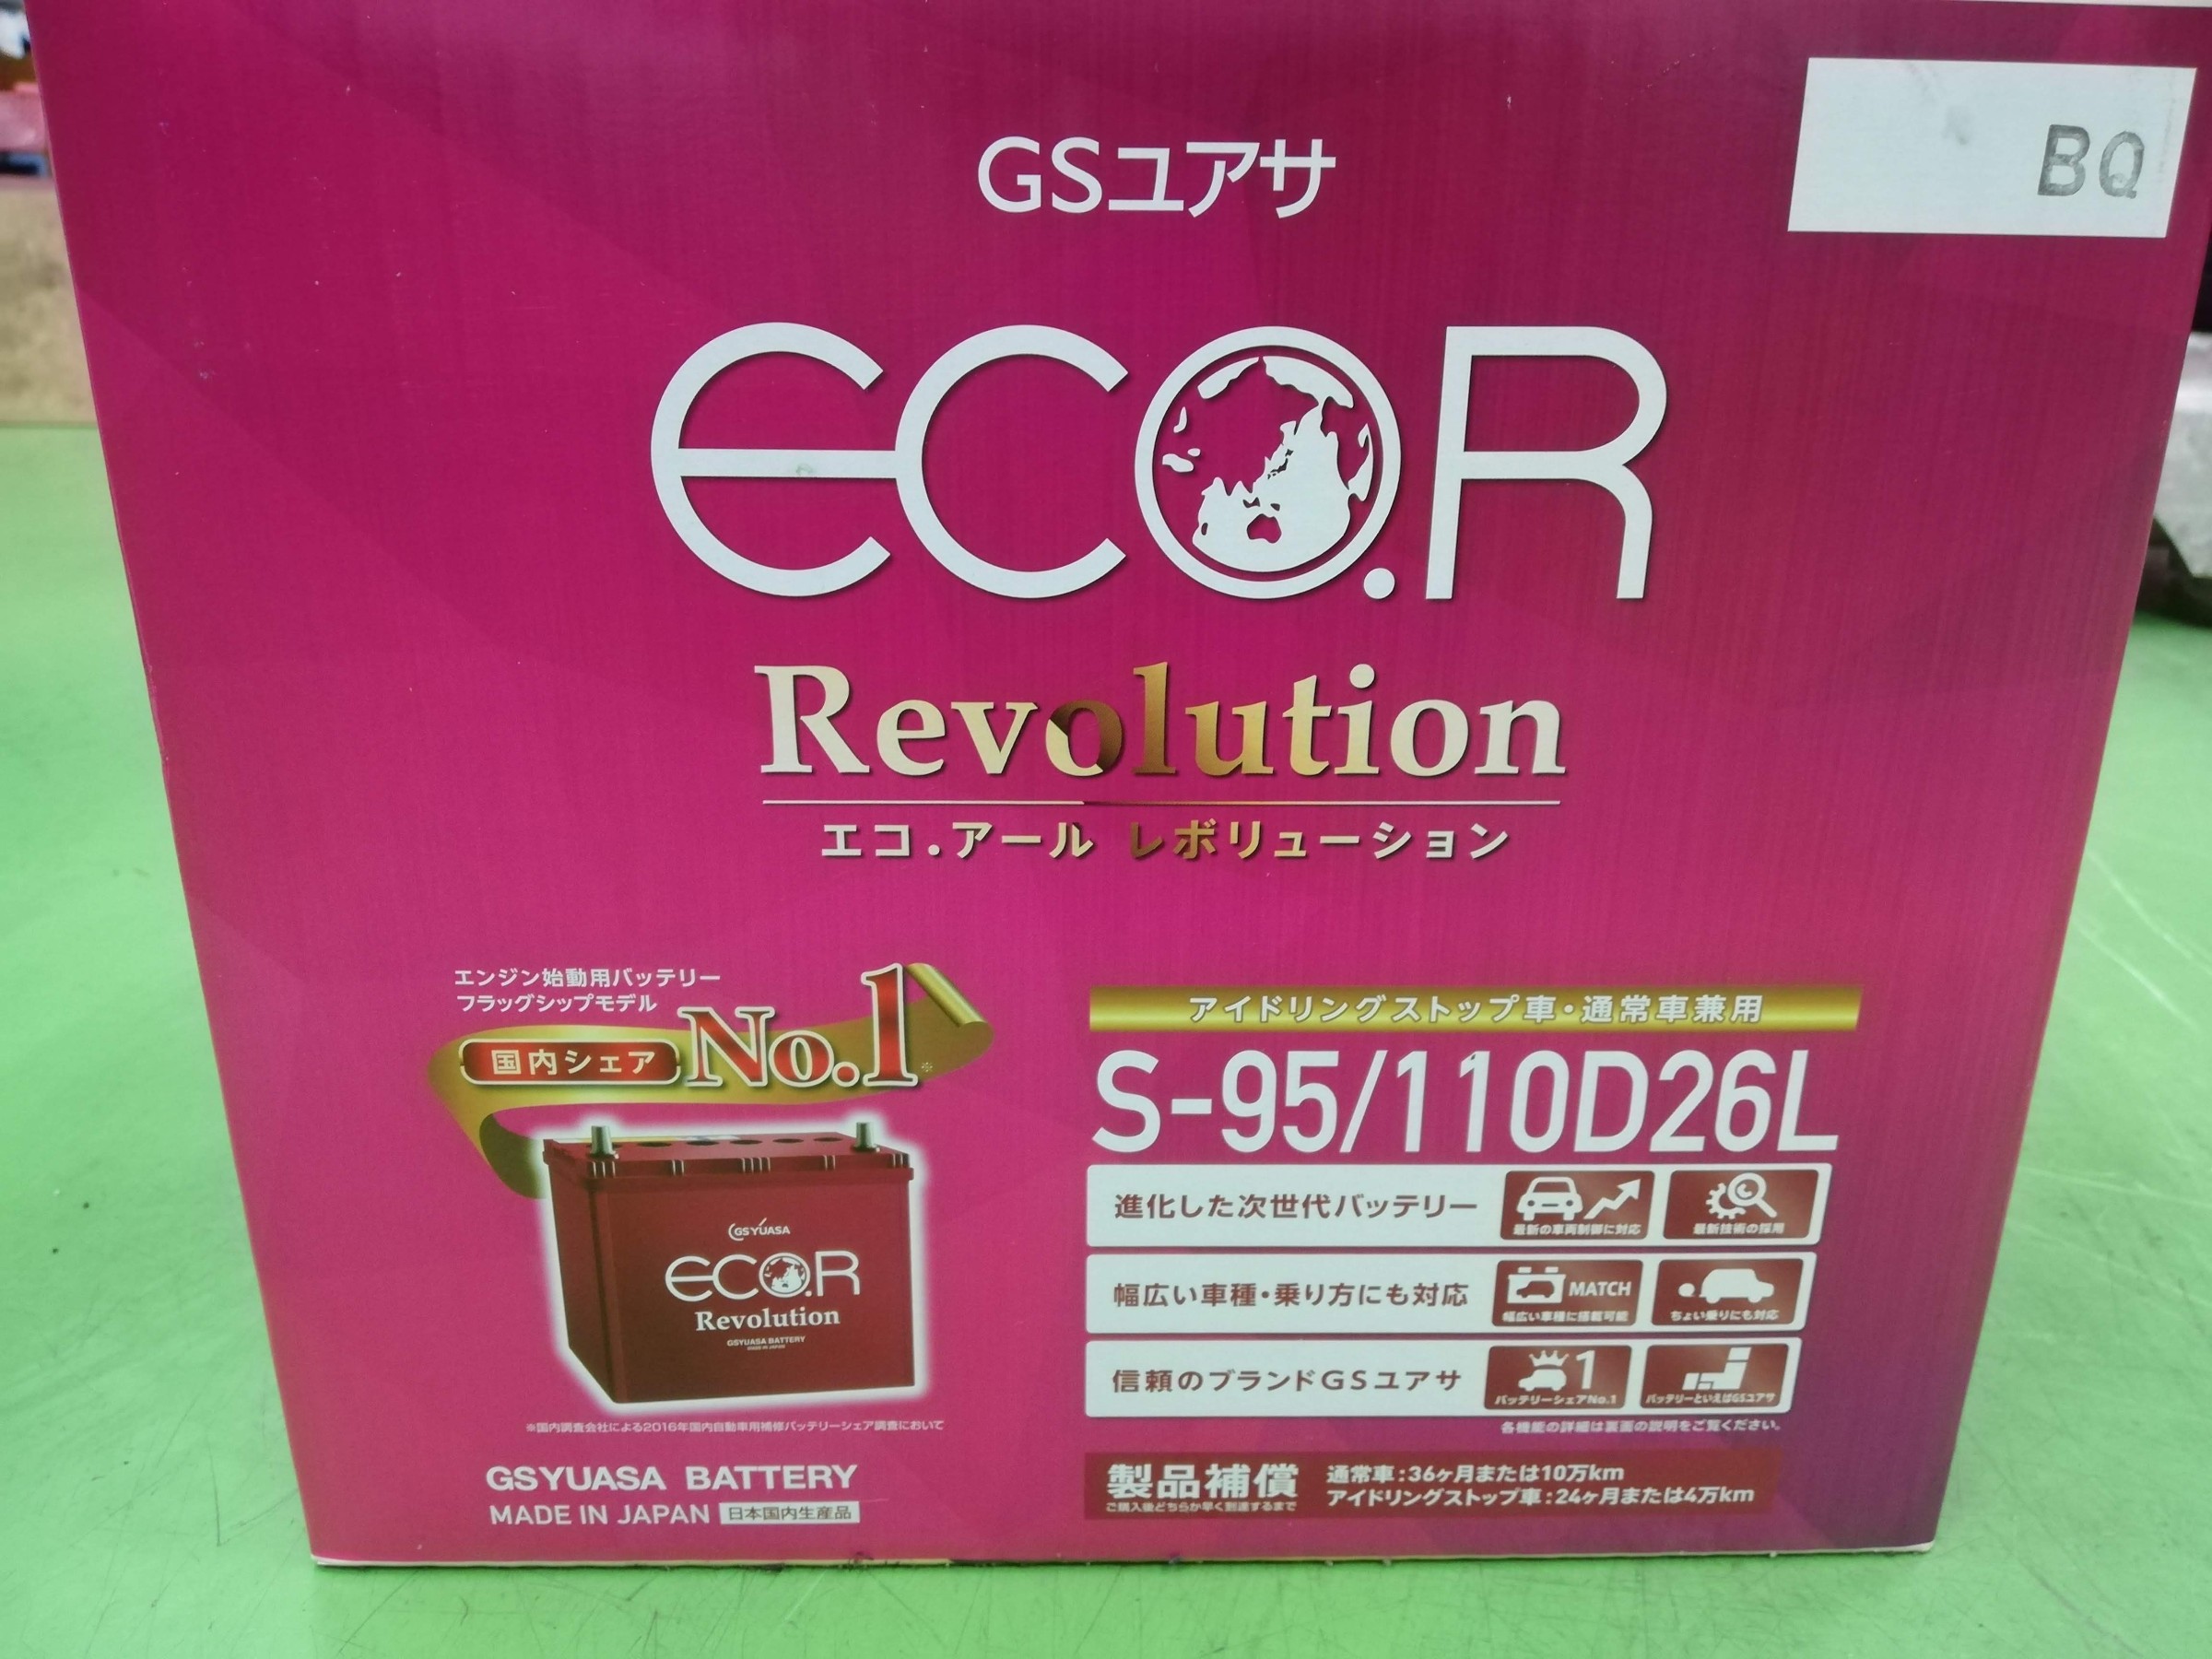 BQ
GSユアサ
eco.R
Revolution
エコ.アール レボリューション
エンジン始動用バッテリー
フラッグシップモデル
国内シェア No.1※
GSYUASA
eco.R
Revolution
GSYUASA BATTERY
MADE IN JAPAN
※国内調査会社による2016年国内自動車用補修バッテリーシェア調査において
GSYUASA BATTERY
MADE IN JAPAN 日本国内生産品
アイドリングストップ車・通常車兼用
S-95/110D26L
進化した次世代バッテリー
最新の車両制御に対応
最新技術の採用
幅広い車種・乗り方にも対応
MATCH
幅広い車種に搭載可能
ちょい乗りにも対応
信頼のブランドGSユアサ
1
バッテリーシェアNo.1
バッテリーといえばGSユアサ
各機能の詳細は裏面の説明をご覧ください。
製品補償
ご購入後どちらか早く到達するまで
通常車:36ヶ月または10万km
アイドリングストップ車:24ヶ月または4万km